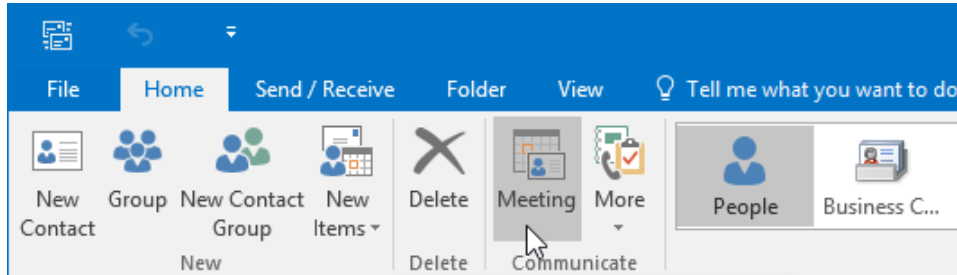 File Home Send / Receive Folder View Tell me what you want to do
New Group New Contact New Delete Meeting More People Business C...
Contact Group Items
New Delete Communicate